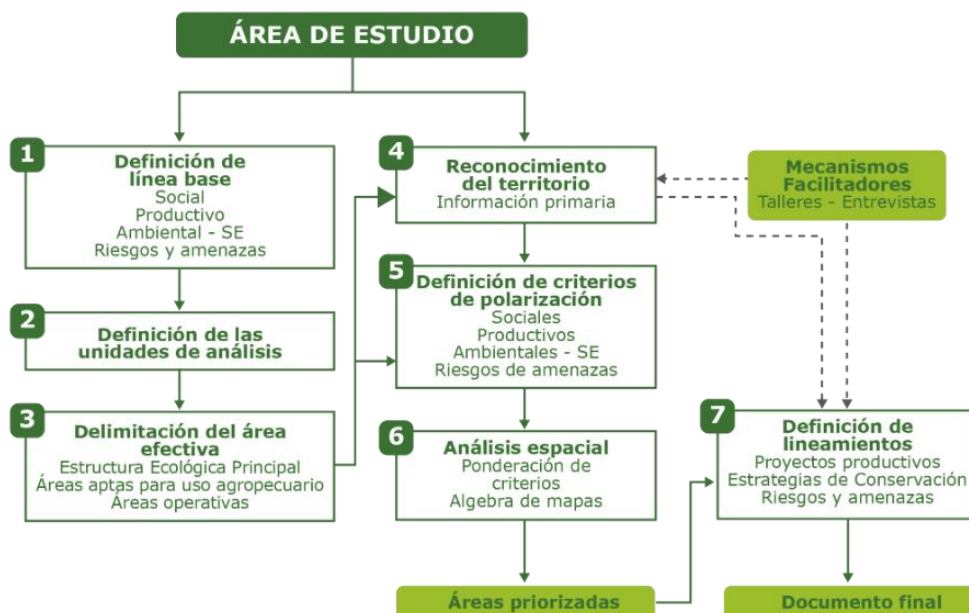 ÁREA DE ESTUDIO
1
Definición de
línea base
Social
Productivo
Ambiental - SE
Riesgos y amenazas
2
Definición de las
unidades de análisis
3
Delimitación del área
efectiva
Estructura Ecológica Principal
Áreas aptas para uso agropecuario
Áreas operativas
4
Reconocimiento
del territorio
Información primaria
Mecanismos
Facilitadores
Talleres - Entrevistas
5
Definición de criterios
de polarización
Sociales
Productivos
Ambientales - SE
Riesgos de amenazas
6
Análisis espacial
Ponderación de
criterios
Algebra de mapas
Áreas priorizadas
7
Definición de
lineamientos
Proyectos productivos
Estrategias de Conservación
Riesgos y amenazas
Documento final